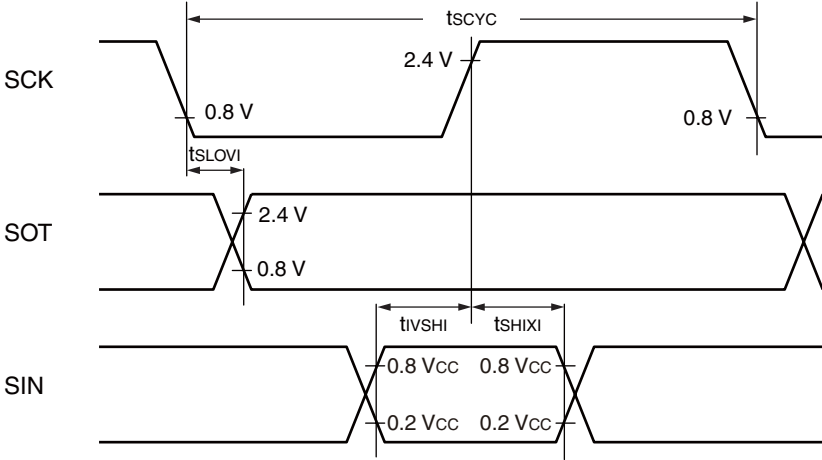 tSCYC
SCK
2.4 V
0.8 V
0.8 V
tSLOVI
SOT
2.4 V
0.8 V
tIVSHI
tSHIXI
SIN
0.8 VCC
0.8 VCC
0.2 VCC
0.2 VCC